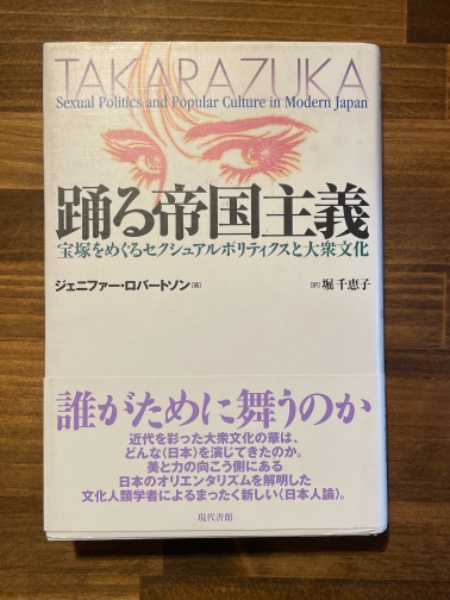 TAKARAZUKA
Sexual Politics and Popular Culture in Modern Japan
踊る帝国主義
宝塚をめぐるセクシュアルポリティクスと大衆文化
ジェニファー・ロバートソン[著] [訳]堀 千恵子
誰がために舞うのか
近代を彩った大衆文化の華は、
どんな〈日本〉を演じてきたのか。
美と力の向こう側にある
日本のオリエンタリズムを解明した
文化人類学者によるまったく新しい〈日本人論〉。
現代書館